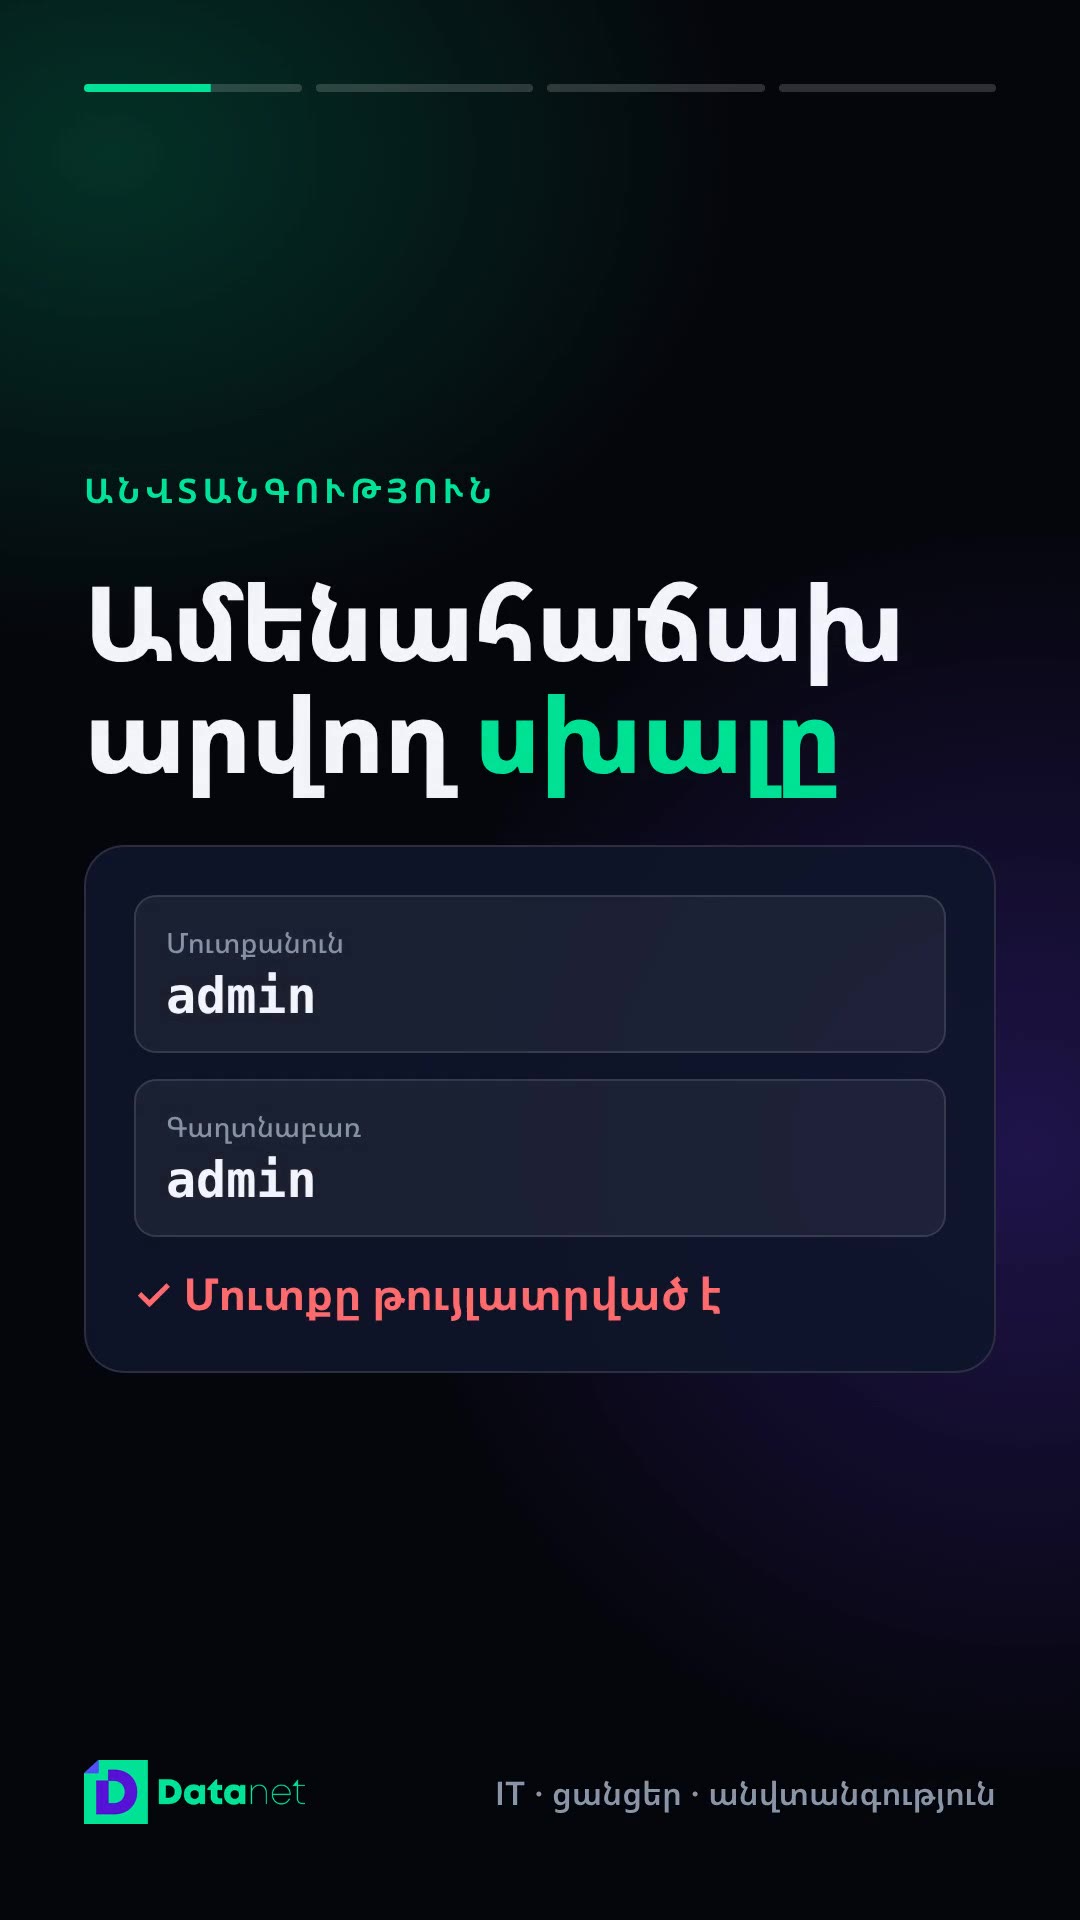 ԱՆՎՏԱՆԳՈՒԹՅՈՒՆ
Ամենահաճախ
արվող սխալը
Մուտքանուն
admin
Գաղտնաբառ
admin
✓ Մուտքը թույլատրված է
D Datanet
IT · ցանցեր · անվտանգություն